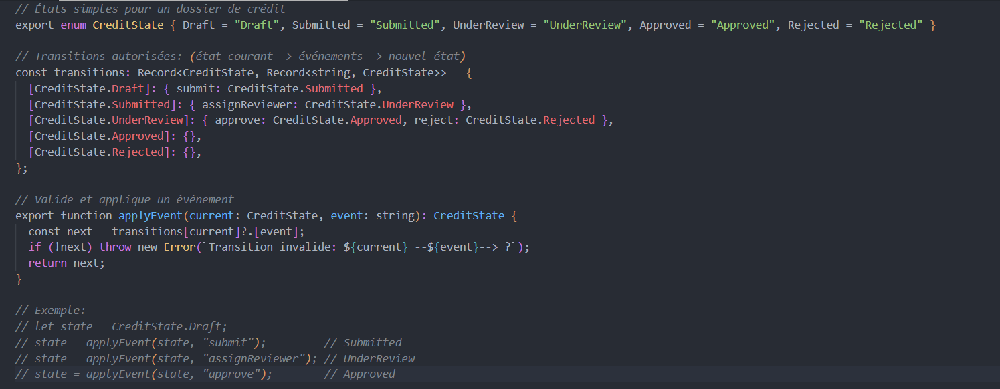 // États simples pour un dossier de crédit
export enum CreditState { Draft = "Draft", Submitted = "Submitted", UnderReview = "UnderReview", Approved = "Approved", Rejected = "Rejected" }

// Transitions autorisées: (état courant -> événements -> nouvel état)
const transitions: Record<CreditState, Record<string, CreditState>> = {
  [CreditState.Draft]: { submit: CreditState.Submitted },
  [CreditState.Submitted]: { assignReviewer: CreditState.UnderReview },
  [CreditState.UnderReview]: { approve: CreditState.Approved, reject: CreditState.Rejected },
  [CreditState.Approved]: {},
  [CreditState.Rejected]: {},
};

// Valide et applique un événement
export function applyEvent(current: CreditState, event: string): CreditState {
  const next = transitions[current]?.[event];
  if (!next) throw new Error(`Transition invalide: ${current} --${event}--> ?`);
  return next;
}

// Exemple:
// let state = CreditState.Draft;
// state = applyEvent(state, "submit");         // Submitted
// state = applyEvent(state, "assignReviewer"); // UnderReview
// state = applyEvent(state, "approve");        // Approved